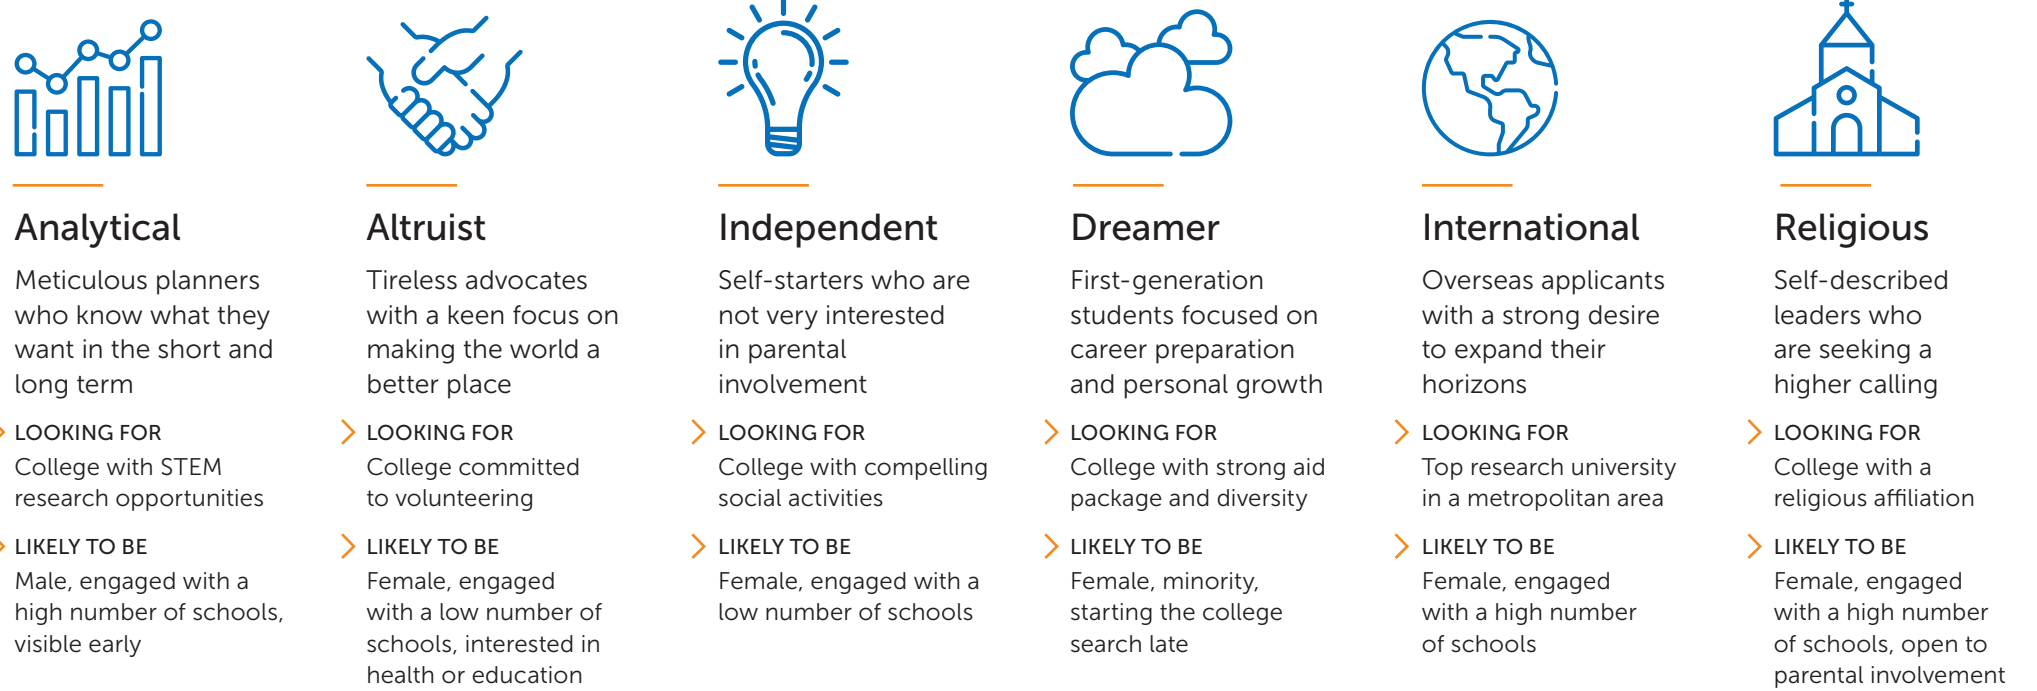 Analytical
Meticulous planners
who know what they
want in the short and
long term
LOOKING FOR
College with STEM
research opportunities
LIKELY TO BE
Male, engaged with a
high number of schools,
visible early
Altruist
Tireless advocates
with a keen focus on
making the world a
better place
LOOKING FOR
College committed
to volunteering
LIKELY TO BE
Female, engaged
with a low number of
schools, interested in
health or education
Independent
Self-starters who are
not very interested
in parental
involvement
LOOKING FOR
College with compelling
social activities
LIKELY TO BE
Female, engaged with a
low number of schools
Dreamer
First-generation
students focused on
career preparation
and personal growth
LOOKING FOR
College with strong aid
package and diversity
LIKELY TO BE
Female, minority,
starting the college
search late
International
Overseas applicants
with a strong desire
to expand their
horizons
LOOKING FOR
Top research university
in a metropolitan area
LIKELY TO BE
Female, engaged
with a high number
of schools
Religious
Self-described
leaders who
are seeking a
higher calling
LOOKING FOR
College with a
religious affiliation
LIKELY TO BE
Female, engaged
with a high number
of schools, open to
parental involvement